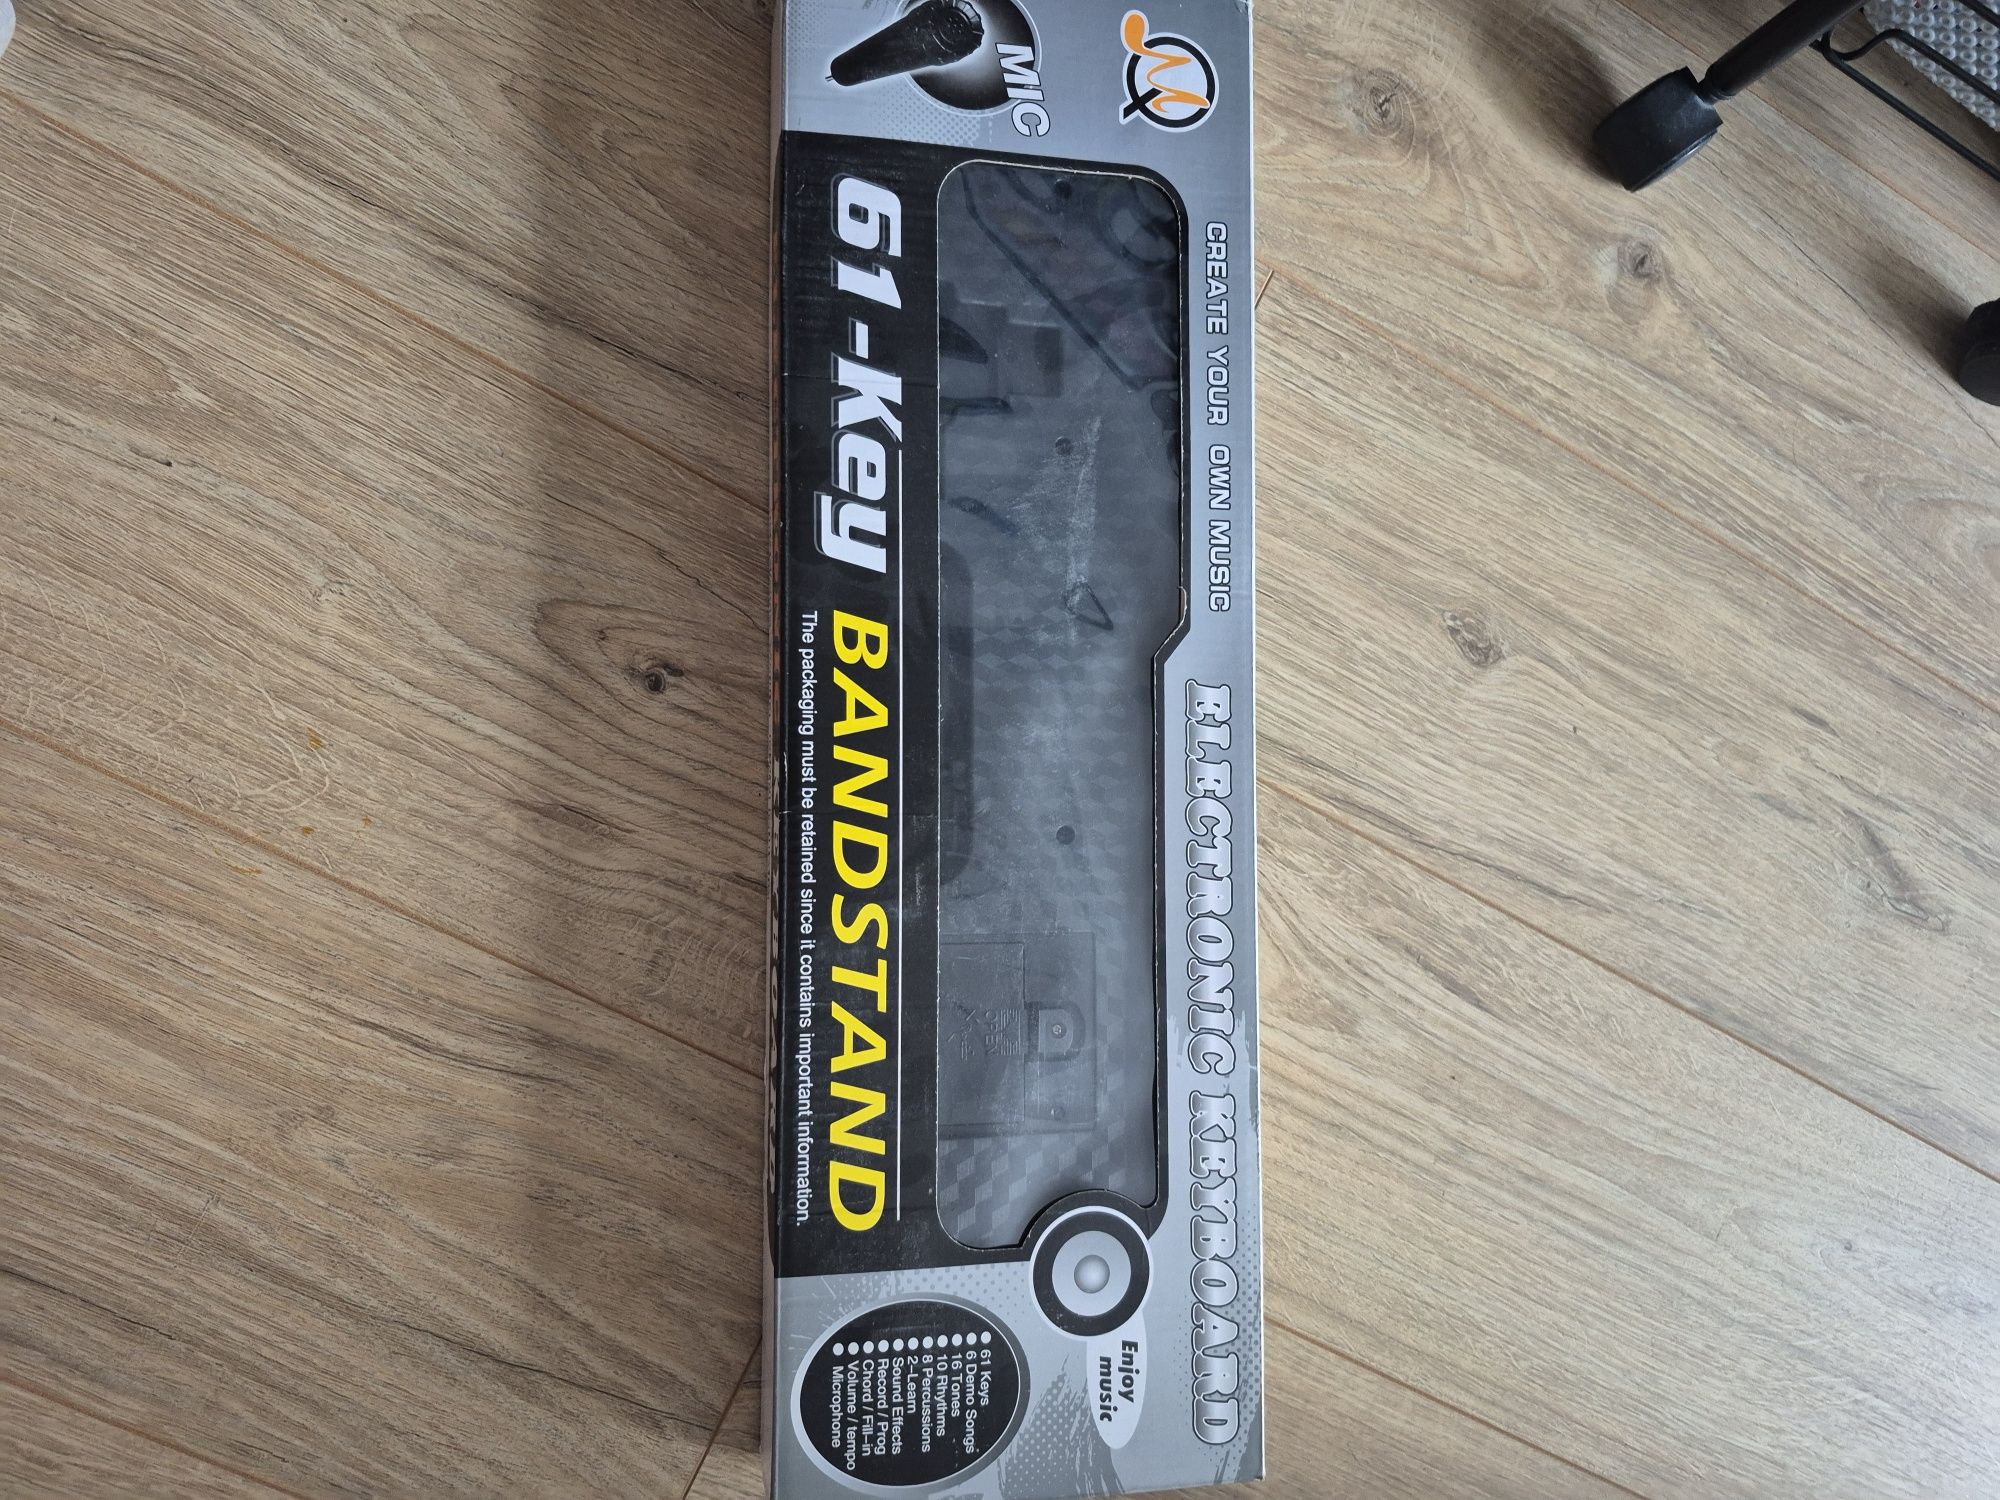 MIC
CREATE YOUR OWN MUSIC
ELECTRONIC KEYBOARD
OPEN
61-Key BANDSTAND
The packaging must be retained since it contains important information.
Enjoy
music
● 61 Keys
● 6 Demo Songs
● 16 Tones
● 10 Rhythms
● 8 Percussions
● 2-Learn
● Sound Effects
● Record / Prog
● Chord / Fill-in
● Volume / tempo
● Microphone